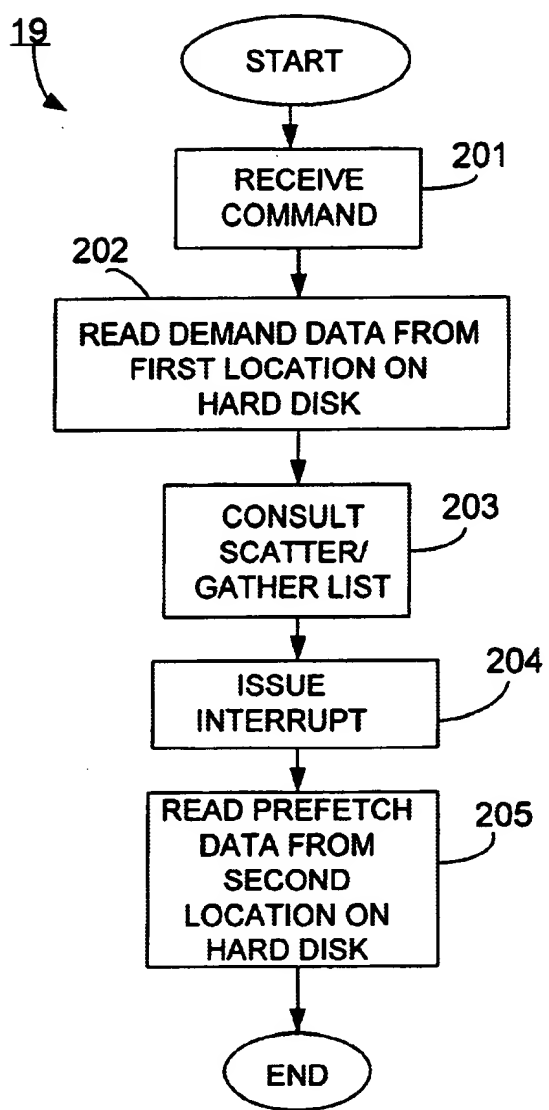 19
START
201
RECEIVE
COMMAND
202
READ DEMAND DATA FROM
FIRST LOCATION ON
HARD DISK
203
CONSULT
SCATTER/
GATHER LIST
204
ISSUE
INTERRUPT
205
READ PREFETCH
DATA FROM
SECOND
LOCATION ON
HARD DISK
END